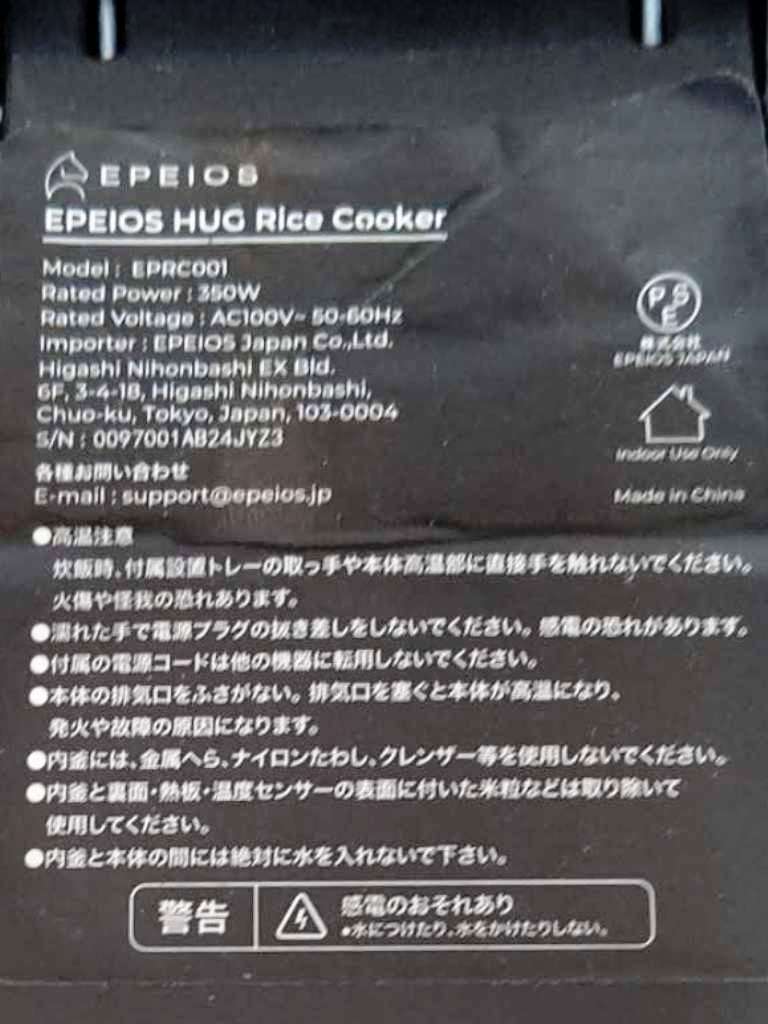 EPEIOS
EPEIOS HUG Rice Cooker
Model : EPRC001
Rated Power : 350W
Rated Voltage : AC100V~ 50-60Hz
Importer : EPEIOS Japan Co.,Ltd.
Higashi Nihonbashi EX Bld.
6F, 3-4-18, Higashi Nihonbashi,
Chuo-ku, Tokyo, Japan, 103-0004
S/N : 0097001AB24JYZ3
各種お問い合わせ
E-mail : support@epeios.jp
PSE
株式会社
EPEIOS JAPAN
Indoor Use Only
Made in China
●高温注意
炊飯時、付属設置トレーの取っ手や本体高温部に直接手を触れないでください。
火傷や怪我の恐れあります。
●濡れた手で電源プラグの抜き差しをしないでください。感電の恐れがあります。
●付属の電源コードは他の機器に転用しないでください。
●本体の排気口をふさがない。排気口を塞ぐと本体が高温になり、
発火や故障の原因になります。
●内釜には、金属へら、ナイロンたわし、クレンザー等を使用しないでください。
●内釜と裏面・熱板・温度センサーの表面に付いた米粒などは取り除いて
使用してください。
●内釜と本体の間には絶対に水を入れないで下さい。
警告
感電のおそれあり
•水につけたり、水をかけたりしない。